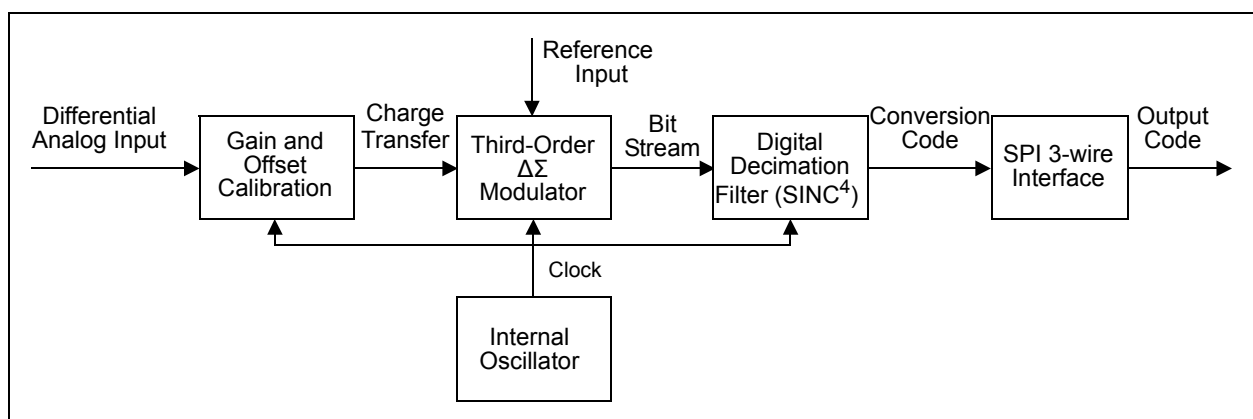 Reference
Input
Differential
Analog Input
Gain and
Offset
Calibration
Charge
Transfer
Third-Order
ΔΣ
Modulator
Bit
Stream
Digital
Decimation
Filter (SINC⁴)
Conversion
Code
SPI 3-wire
Interface
Output
Code
Clock
Internal
Oscillator